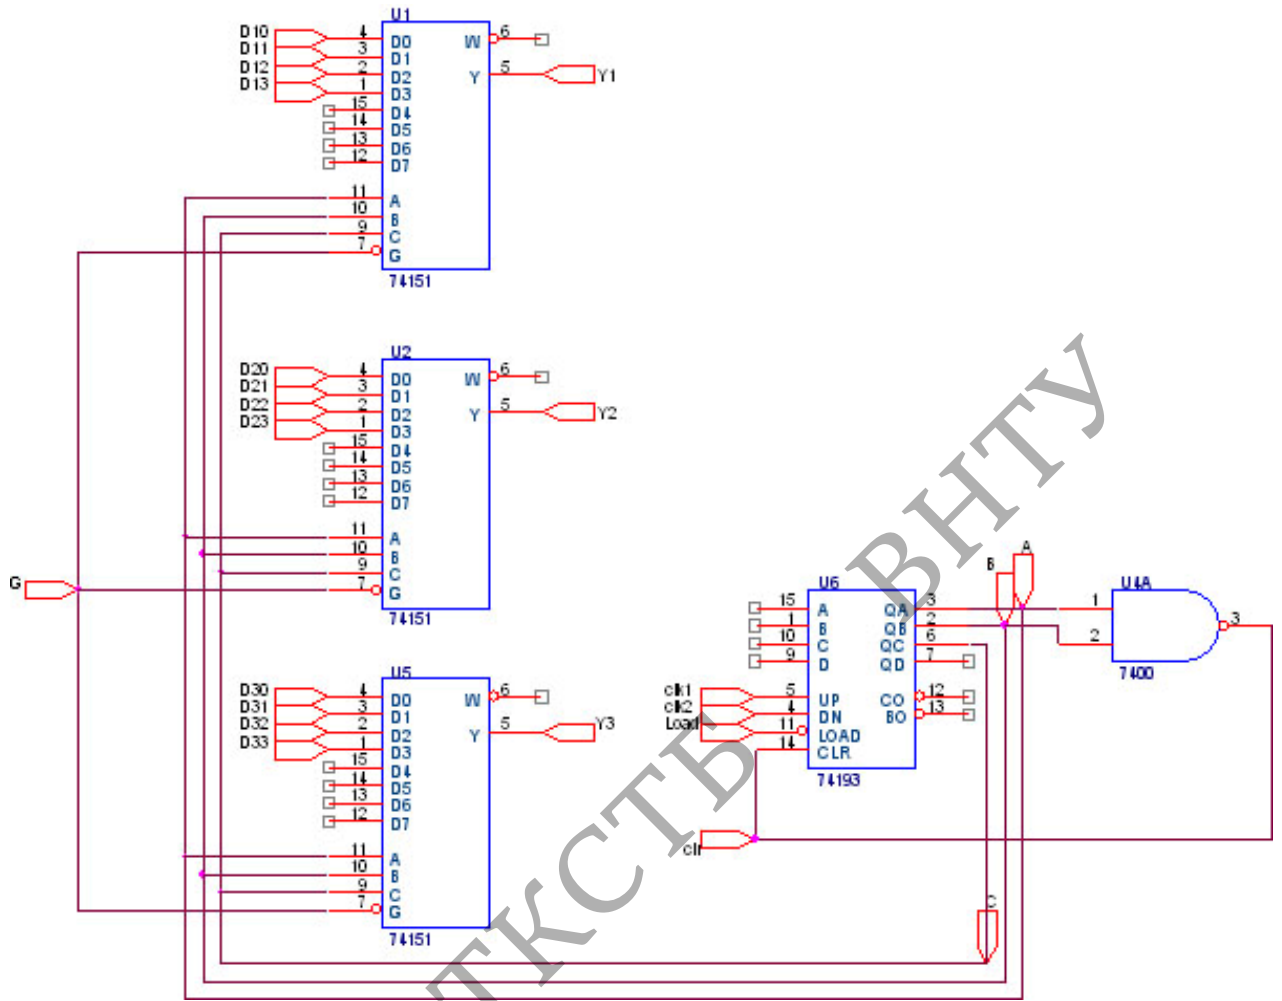 U1
D10 4 D0 W 6
D11 3 D1
D12 2 D2 Y 5 Y1
D13 1 D3
15 D4
14 D5
13 D6
12 D7
11 A
10 B
9 C
7 G
74151
U2
D20 4 D0 W 6
D21 3 D1
D22 2 D2 Y 5 Y2
D23 1 D3
15 D4
14 D5
13 D6
12 D7
11 A
10 B
9 C
G 7 G
74151
U5
D30 4 D0 W 6
D31 3 D1
D32 2 D2 Y 5 Y3
D33 1 D3
15 D4
14 D5
13 D6
12 D7
11 A
10 B
9 C
7 G
74151
A
B
U6
15 A QA 3
1 B QB 2
10 C QC 6
9 D QD 7
clk1 5 UP CO 12
clk2 4 DN BO 13
Load 11 LOAD
14 CLR
74193
clr
C
U4A
1
2
3
7400
ТКСТЬ ВНТУ